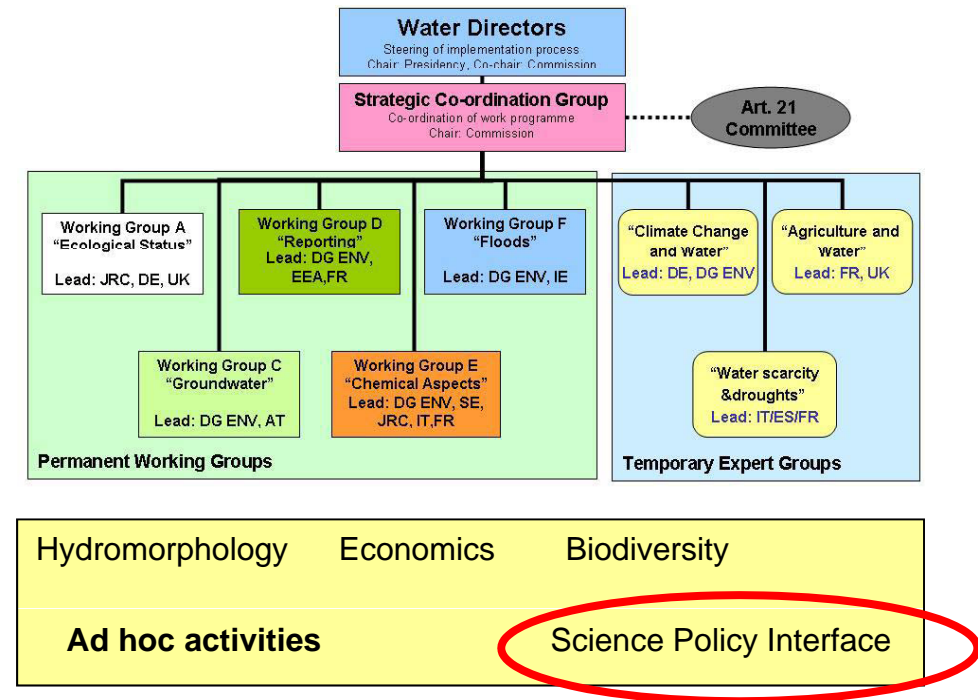 Water Directors
Steering of implementation process
Chair: Presidency, Co-chair: Commission
Strategic Co-ordination Group
Co-ordination of work programme
Chair: Commission
Art. 21
Committee
Working Group A
“Ecological Status”
Lead: JRC, DE, UK
Working Group D
“Reporting”
Lead: DG ENV,
EEA,FR
Working Group F
“Floods”
Lead: DG ENV, IE
“Climate Change
and Water”
Lead: DE, DG ENV
“Agriculture and
Water”
Lead: FR, UK
Working Group C
“Groundwater”
Lead: DG ENV, AT
Working Group E
“Chemical Aspects”
Lead: DG ENV, SE,
JRC, IT,FR
“Water scarcity
&droughts”
Lead: IT/ES/FR
Permanent Working Groups
Temporary Expert Groups
Hydromorphology Economics Biodiversity
Ad hoc activities Science Policy Interface